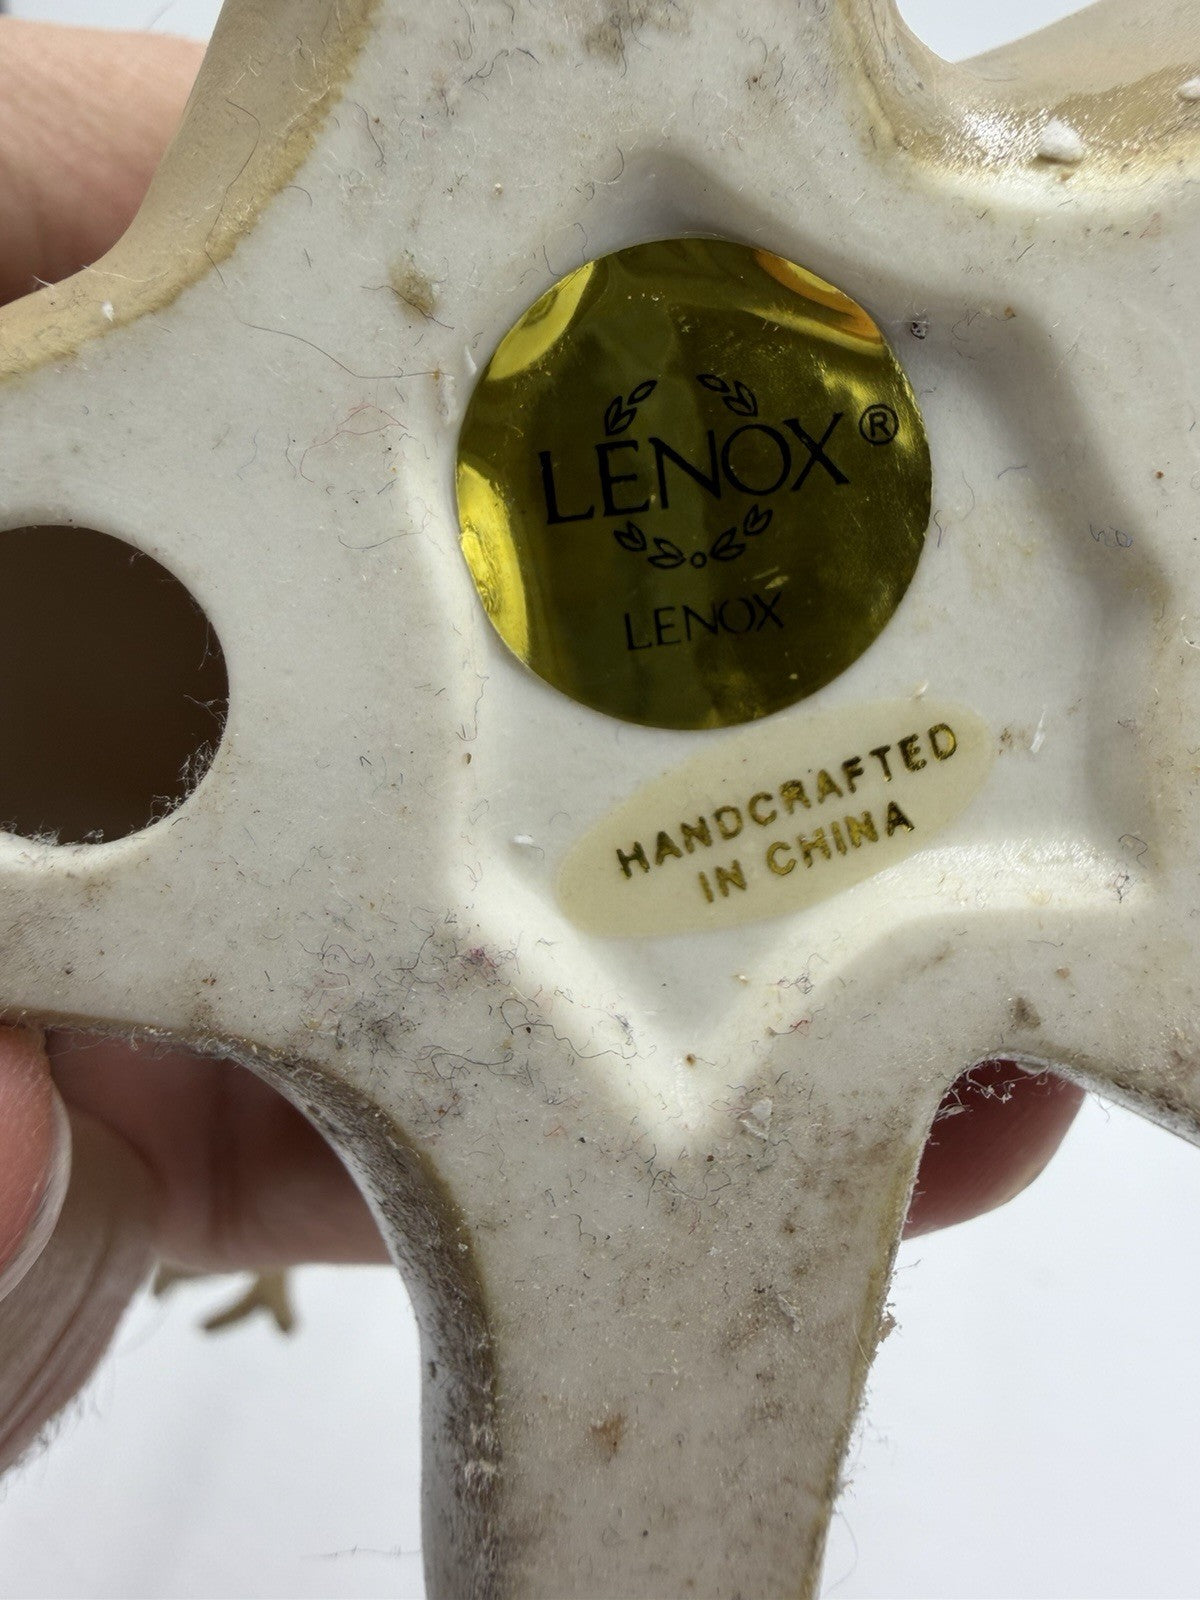 LENOX®
LENOX
HANDCRAFTED
IN CHINA